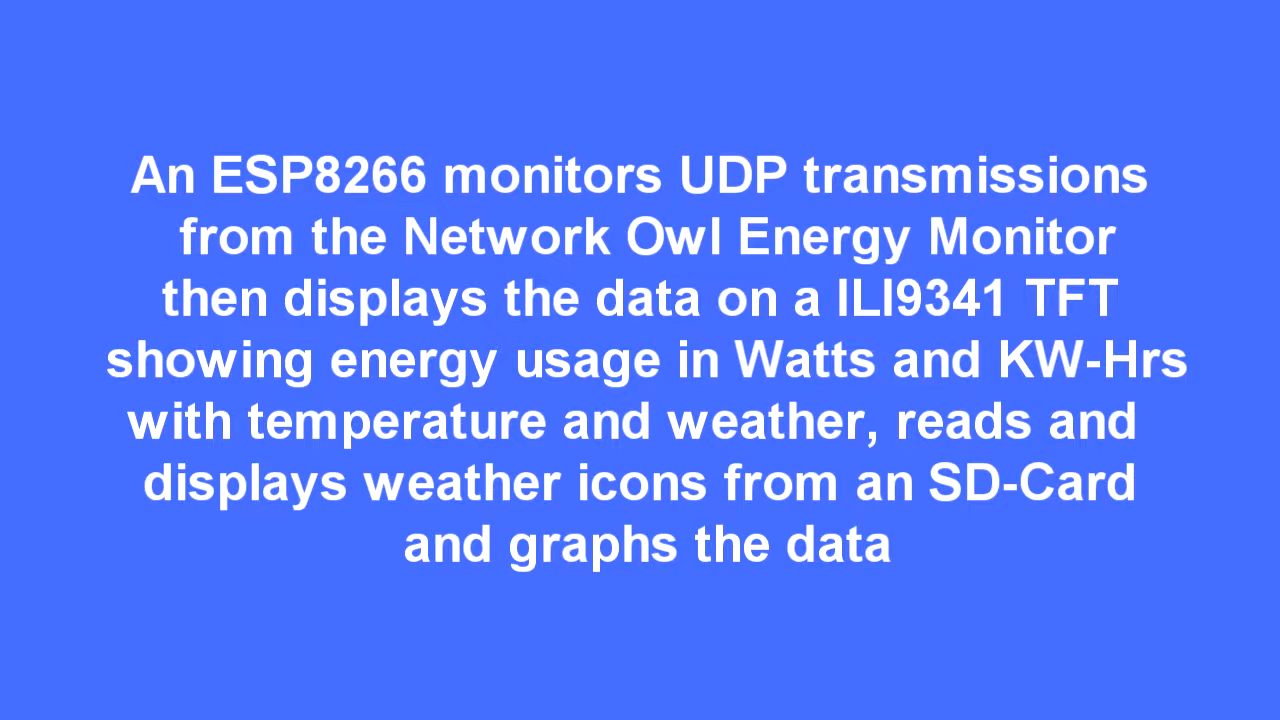 An ESP8266 monitors UDP transmissions
from the Network Owl Energy Monitor
then displays the data on a ILI9341 TFT
showing energy usage in Watts and KW-Hrs
with temperature and weather, reads and
displays weather icons from an SD-Card
and graphs the data